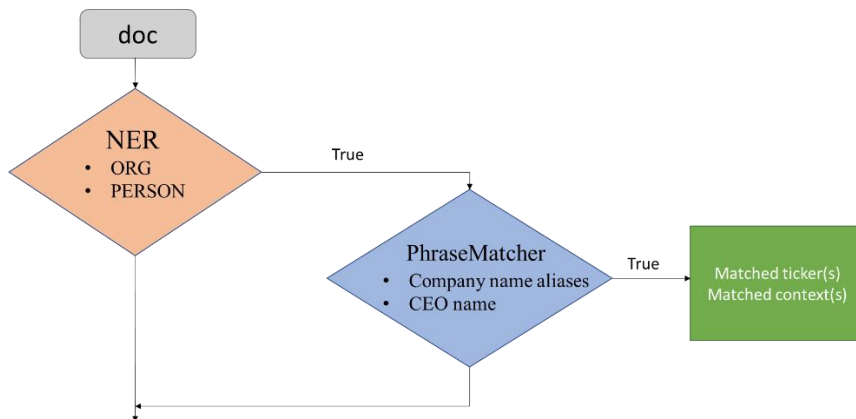 doc
NER
• ORG
• PERSON
True
PhraseMatcher
• Company name aliases
• CEO name
True
Matched ticker(s)
Matched context(s)